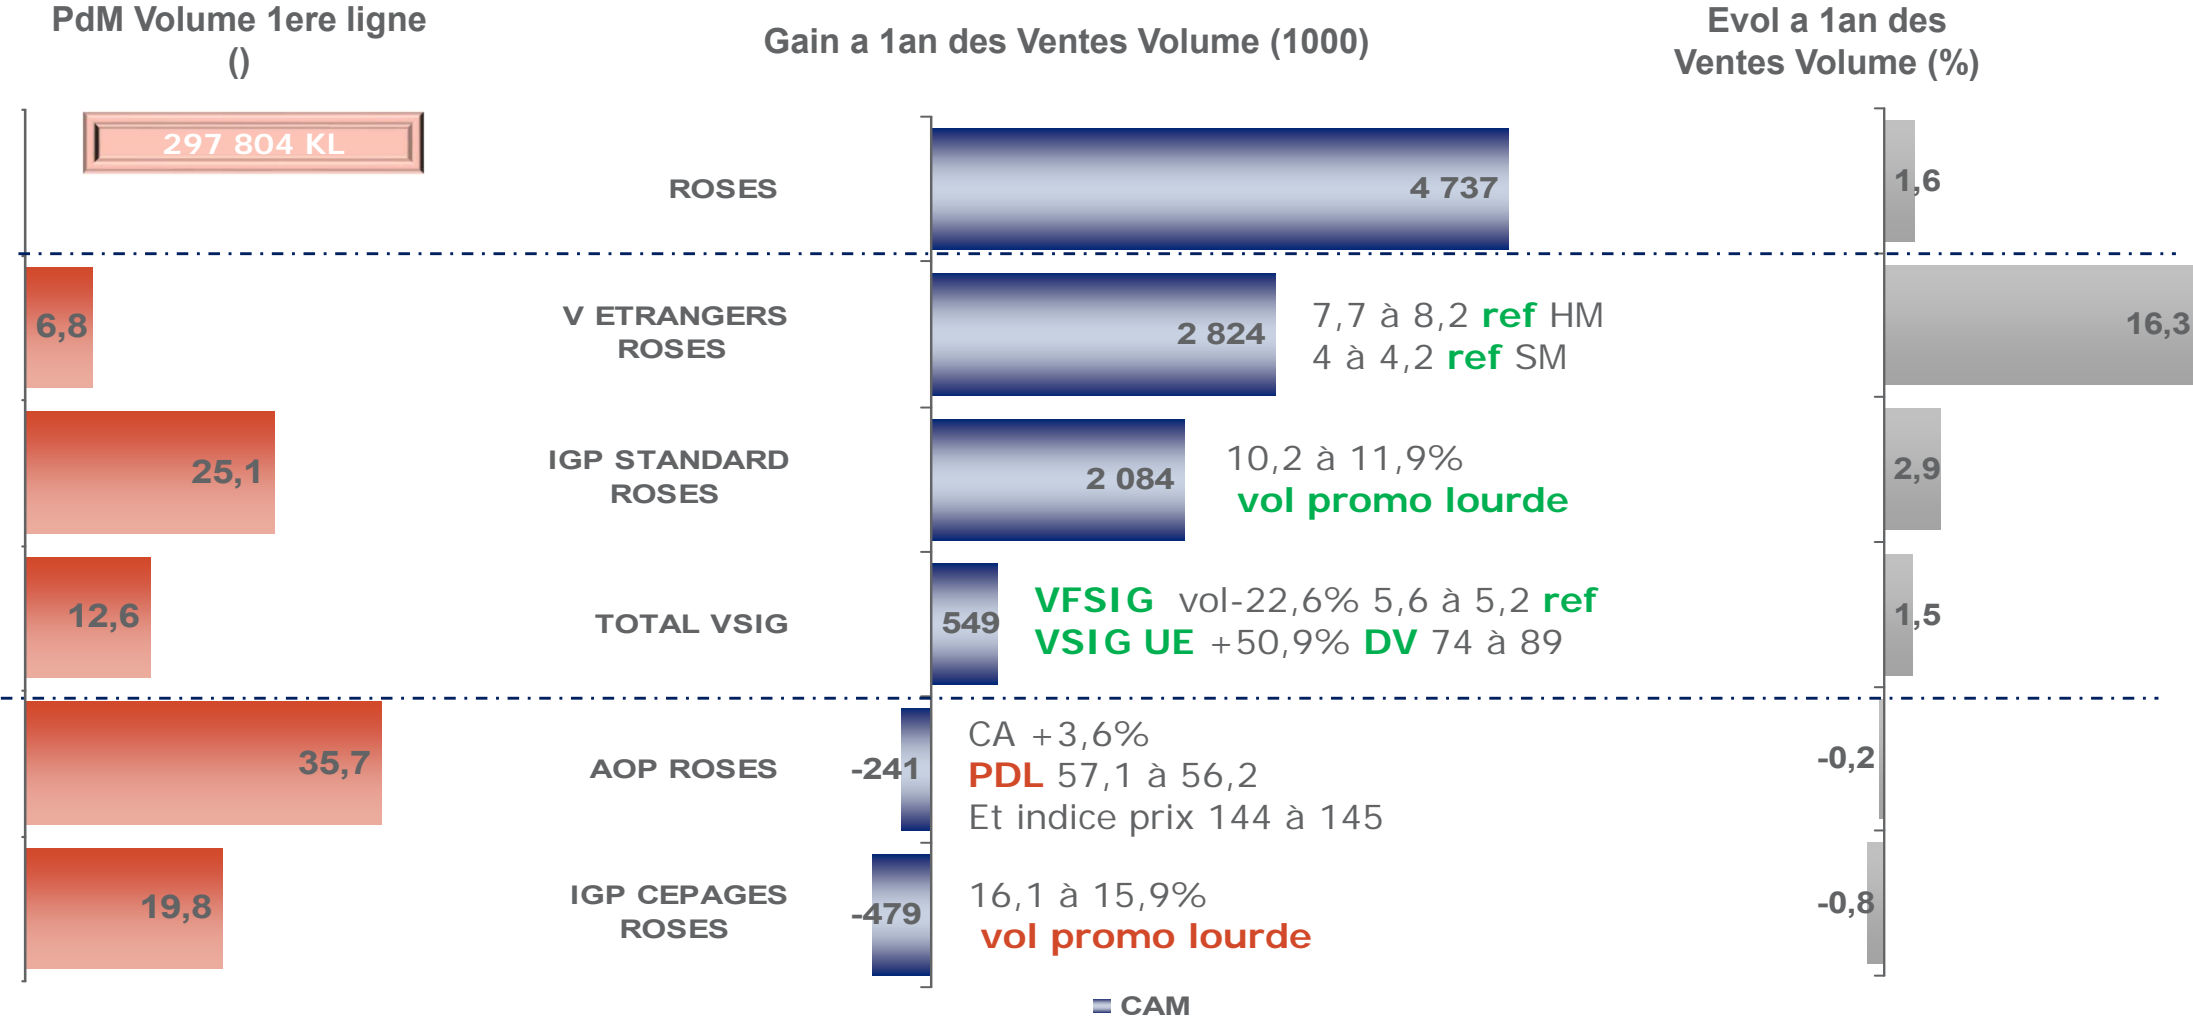 PdM Volume 1ere ligne
()
Gain a 1an des Ventes Volume (1000)
Evol a 1an des
Ventes Volume (%)
297 804 KL
ROSES
4 737
1,6
6,8
V ETRANGERS
ROSES
2 824
7,7 à 8,2 ref HM
4 à 4,2 ref SM
16,3
25,1
IGP STANDARD
ROSES
2 084
10,2 à 11,9%
vol promo lourde
2,9
12,6
TOTAL VSIG
549
VFSIG vol-22,6% 5,6 à 5,2 ref
VSIG UE +50,9% DV 74 à 89
1,5
35,7
AOP ROSES
-241
CA +3,6%
PDL 57,1 à 56,2
Et indice prix 144 à 145
-0,2
19,8
IGP CEPAGES
ROSES
-479
16,1 à 15,9%
vol promo lourde
-0,8
CAM